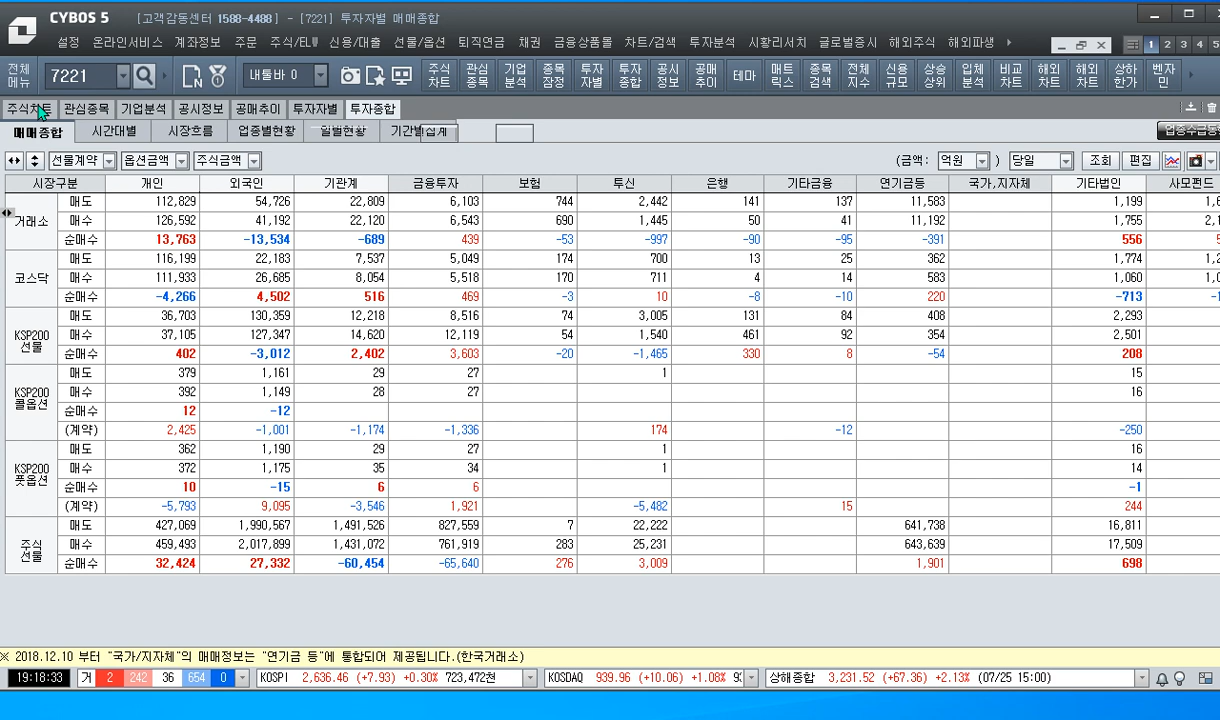 CYBOS 5 [고객감동센터 1588-4488] - [7221] 투자자별 매매종합
설정 온라인서비스 계좌정보 주문 주식/ELW 신용/대출 선물/옵션 퇴직연금 채권 금융상품몰 차트/검색 투자분석 시황리서치 글로벌증시 해외주식 해외파생 1 2 3 4 5
전체메뉴 7221 내툴바 0 주식차트 관심종목 기업분석 종목잠정 투자자별 투자종합 공시정보 공매추이 테마 매트릭스 종목검색 전체지수 신용규모 상승상위 입체분석 비교차트 해외차트 해외차트 상하한가 벤자민
주식차트 관심종목 기업분석 공시정보 공매추이 투자자별 투자종합
매매종합 시간대별 시장흐름 업종별현황 일별현황 기간별집계 업종수급동
선물계약 옵션금액 주식금액 (금액: 억원 ) 당일 조회 편집
시장구분 개인 외국인 기관계 금융투자 보험 투신 은행 기타금융 연기금등 국가,지자체 기타법인 사모펀드
거래소
매도 112,829 54,726 22,809 6,103 744 2,442 141 137 11,583 1,199
매수 126,592 41,192 22,120 6,543 690 1,445 50 41 11,192 1,755
순매수 13,763 -13,534 -689 439 -53 -997 -90 -95 -391 556
코스닥
매도 116,199 22,183 7,537 5,049 174 700 13 25 362 1,774
매수 111,933 26,685 8,054 5,518 170 711 4 14 583 1,060
순매수 -4,266 4,502 516 469 -3 10 -8 -10 220 -713
KSP200 선물
매도 36,703 130,359 12,218 8,516 74 3,005 131 84 408 2,293
매수 37,105 127,347 14,620 12,119 54 1,540 461 92 354 2,501
순매수 402 -3,012 2,402 3,603 -20 -1,465 330 8 -54 208
KSP200 콜옵션
매도 379 1,161 29 27 1 15
매수 392 1,149 28 27 16
순매수 12 -12
(계약) 2,425 -1,001 -1,174 -1,336 174 -12 -250
KSP200 풋옵션
매도 362 1,190 29 27 1 16
매수 372 1,175 35 34 1 14
순매수 10 -15 6 6 -1
(계약) -5,793 9,095 -3,546 1,921 -5,482 15 244
주식 선물
매도 427,069 1,990,567 1,491,526 827,559 7 22,222 641,738 16,811
매수 459,493 2,017,899 1,431,072 761,919 283 25,231 643,639 17,509
순매수 32,424 27,332 -60,454 -65,640 276 3,009 1,901 698
※ 2018.12.10 부터 "국가/지자체"의 매매정보는 "연기금 등"에 통합되어 제공됩니다.(한국거래소)
19:18:33 거 2 242 36 654 0 KOSPI 2,636.46 (+7.93) +0.30% 723,472천 KOSDAQ 939.96 (+10.06) +1.08% 상해종합 3,231.52 (+67.36) +2.13% (07/25 15:00)